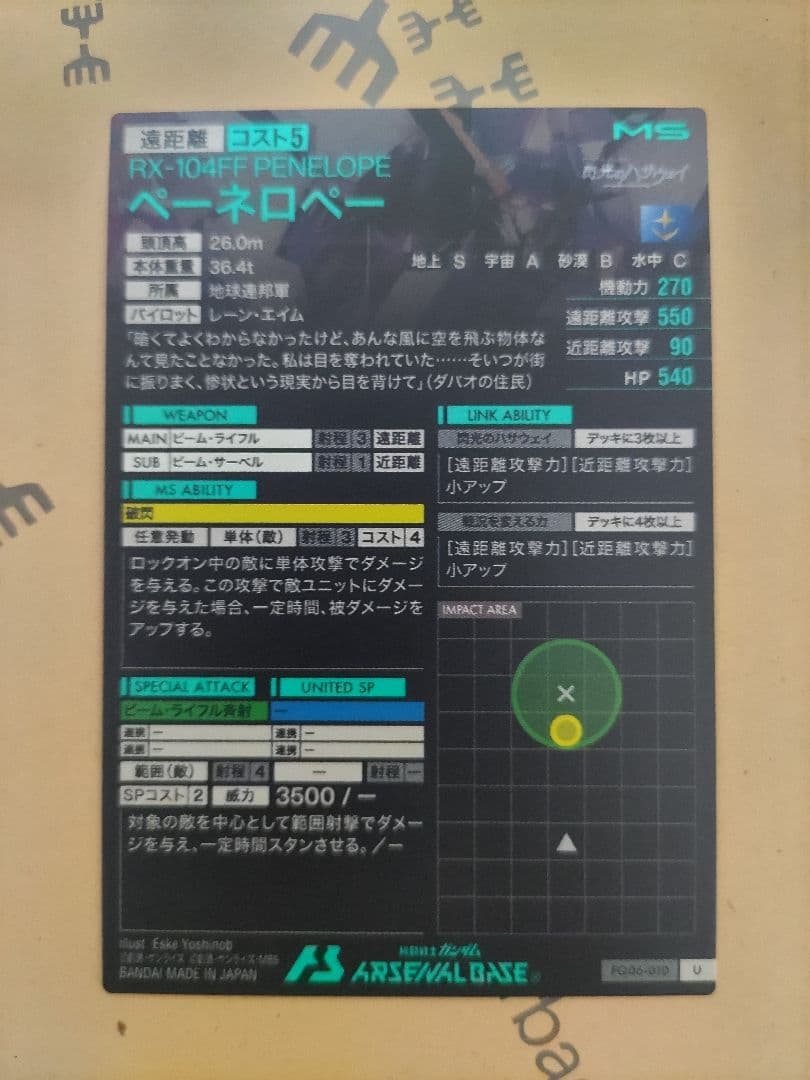 遠距離 コスト5 MS
RX-104FF PENELOPE
ペーネロペー
閃光のハサウェイ
頭頂高 26.0m
本体重量 36.4t
所属 地球連邦軍
パイロット レーン・エイム
地上 S 宇宙 A 砂漠 B 水中 C
機動力 270
遠距離攻撃 550
近距離攻撃 90
HP 540
「暗くてよくわからなかったけど、あんな風に空を飛ぶ物体な
んて見たことなかった。私は目を奪われていた……そいつが街
に振りまく、惨状という現実から目を背けて」(ダバオの住民)
WEAPON
MAIN ビーム・ライフル 射程 3 遠距離
SUB ビーム・サーベル 射程 1 近距離
MS ABILITY
破閃
任意発動 単体(敵) 射程 3 コスト 4
ロックオン中の敵に単体攻撃でダメージ
を与える。この攻撃で敵ユニットにダメー
ジを与えた場合、一定時間、被ダメージを
アップする。
LINK ABILITY
閃光のハサウェイ デッキに3枚以上
[遠距離攻撃力][近距離攻撃力]
小アップ
戦況を変える力 デッキに4枚以上
[遠距離攻撃力][近距離攻撃力]
小アップ
IMPACT AREA
SPECIAL ATTACK UNITED SP
ビーム・ライフル斉射 ー
連携 ー 連携 ー
連携 ー 連携 ー
範囲(敵) 射程 4 ー 射程 ー
SPコスト 2 威力 3500 / ー
対象の敵を中心として範囲射撃でダメー
ジを与え、一定時間スタンさせる。/ー
Illust Eske Yoshinob
BANDAI MADE IN JAPAN
機動戦士ガンダム
ARSENAL BASE
FQ06-010 U